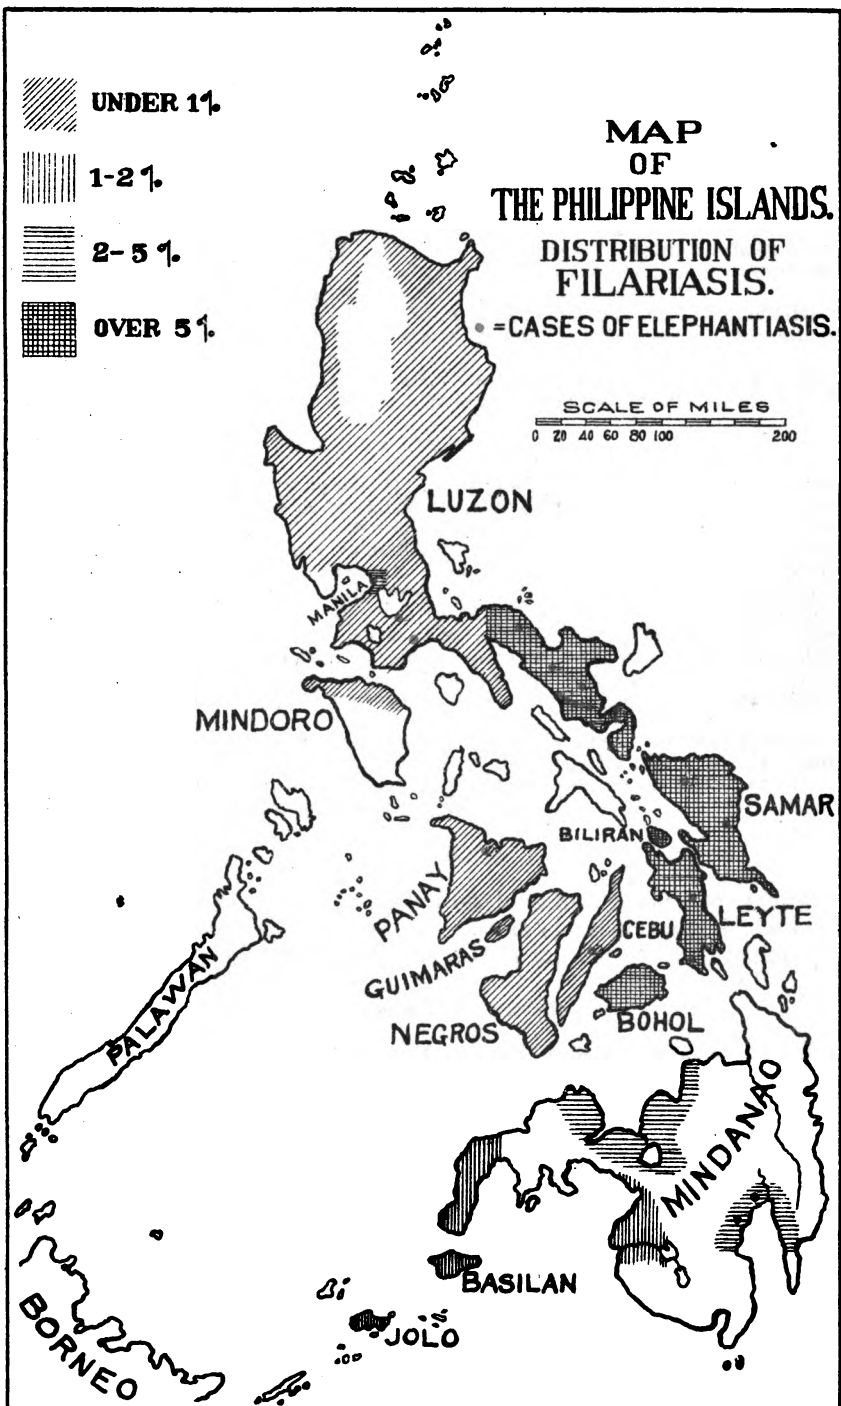 UNDER 1%
1-2%
2-5%
OVER 5%
MAP
OF
THE PHILIPPINE ISLANDS.
DISTRIBUTION OF
FILARIASIS.
=CASES OF ELEPHANTIASIS.
SCALE OF MILES
0 20 40 60 80 100 200
LUZON
MANILA
MINDORO
SAMAR
BILIRAN
PANAY
LEYTE
CEBU
GUIMARAS
PALAWAN
NEGROS
BOHOL
MINDANAO
BASILAN
JOLO
BORNEO